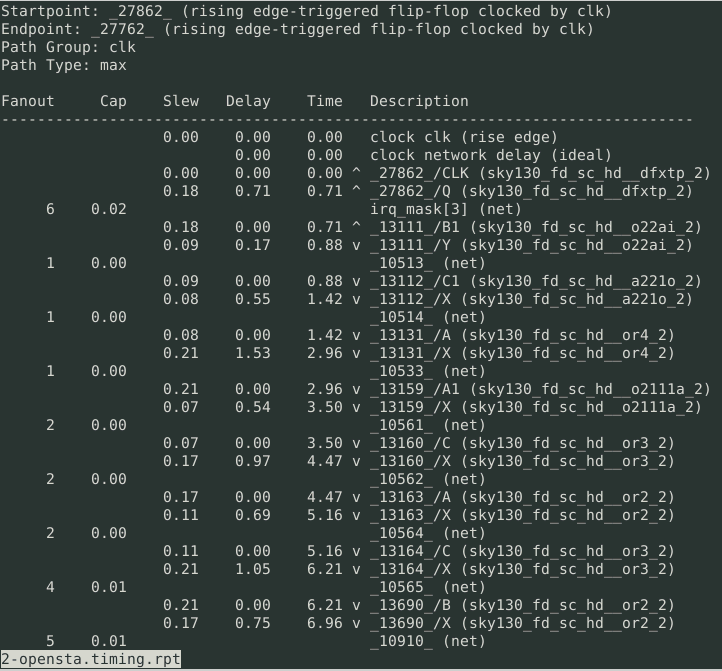 Startpoint: _27862_ (rising edge-triggered flip-flop clocked by clk)
Endpoint: _27762_ (rising edge-triggered flip-flop clocked by clk)
Path Group: clk
Path Type: max
Fanout     Cap    Slew   Delay    Time   Description
-----------------------------------------------------------------------------
                  0.00    0.00    0.00   clock clk (rise edge)
                          0.00    0.00   clock network delay (ideal)
                  0.00    0.00    0.00 ^ _27862_/CLK (sky130_fd_sc_hd__dfxtp_2)
                  0.18    0.71    0.71 ^ _27862_/Q (sky130_fd_sc_hd__dfxtp_2)
     6    0.02                           irq_mask[3] (net)
                  0.18    0.00    0.71 ^ _13111_/B1 (sky130_fd_sc_hd__o22ai_2)
                  0.09    0.17    0.88 v _13111_/Y (sky130_fd_sc_hd__o22ai_2)
     1    0.00                           _10513_ (net)
                  0.09    0.00    0.88 v _13112_/C1 (sky130_fd_sc_hd__a221o_2)
                  0.08    0.55    1.42 v _13112_/X (sky130_fd_sc_hd__a221o_2)
     1    0.00                           _10514_ (net)
                  0.08    0.00    1.42 v _13131_/A (sky130_fd_sc_hd__or4_2)
                  0.21    1.53    2.96 v _13131_/X (sky130_fd_sc_hd__or4_2)
     1    0.00                           _10533_ (net)
                  0.21    0.00    2.96 v _13159_/A1 (sky130_fd_sc_hd__o2111a_2)
                  0.07    0.54    3.50 v _13159_/X (sky130_fd_sc_hd__o2111a_2)
     2    0.00                           _10561_ (net)
                  0.07    0.00    3.50 v _13160_/C (sky130_fd_sc_hd__or3_2)
                  0.17    0.97    4.47 v _13160_/X (sky130_fd_sc_hd__or3_2)
     2    0.00                           _10562_ (net)
                  0.17    0.00    4.47 v _13163_/A (sky130_fd_sc_hd__or2_2)
                  0.11    0.69    5.16 v _13163_/X (sky130_fd_sc_hd__or2_2)
     2    0.00                           _10564_ (net)
                  0.11    0.00    5.16 v _13164_/C (sky130_fd_sc_hd__or3_2)
                  0.21    1.05    6.21 v _13164_/X (sky130_fd_sc_hd__or3_2)
     4    0.01                           _10565_ (net)
                  0.21    0.00    6.21 v _13690_/B (sky130_fd_sc_hd__or2_2)
                  0.17    0.75    6.96 v _13690_/X (sky130_fd_sc_hd__or2_2)
     5    0.01                           _10910_ (net)
2-opensta.timing.rpt